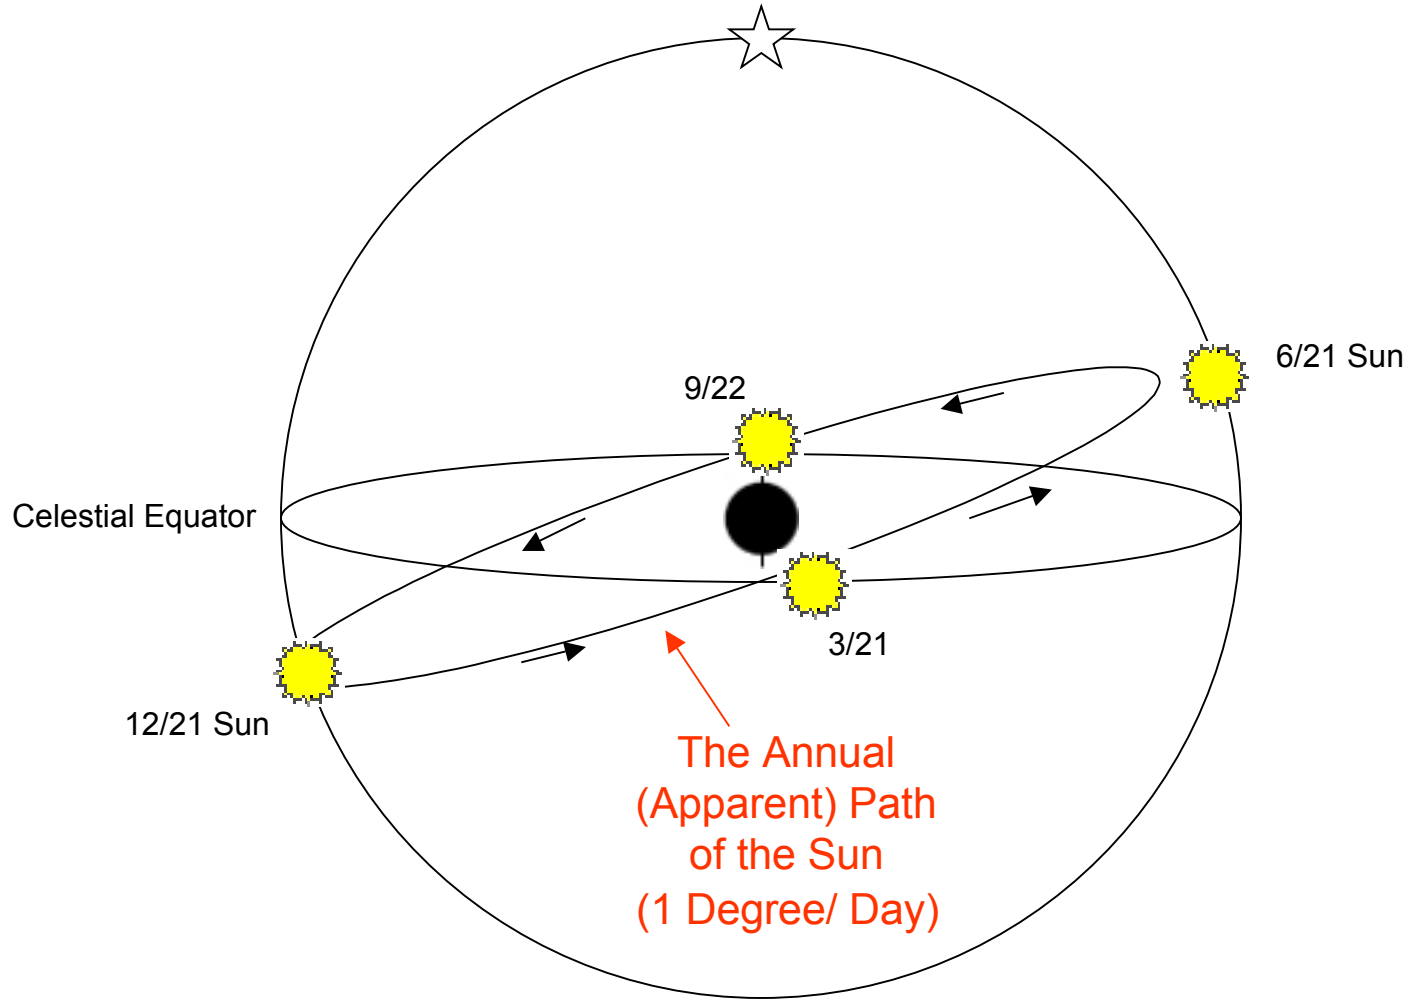 6/21 Sun
9/22
Celestial Equator
3/21
12/21 Sun
The Annual
(Apparent) Path
of the Sun
(1 Degree/ Day)